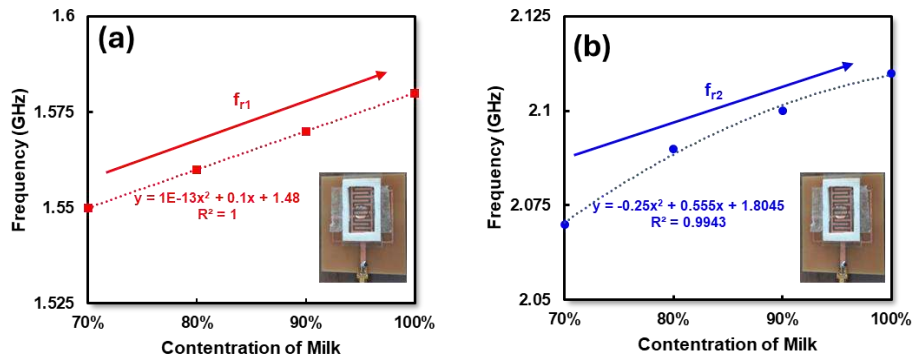 (a)
1.6
1.575
1.55
1.525
Frequency (GHz)
f_r1
y = 1E-13x² + 0.1x + 1.48
R² = 1
70%
80%
90%
100%
Contentration of Milk
(b)
2.125
2.1
2.075
2.05
Frequency (GHz)
f_r2
y = -0.25x² + 0.555x + 1.8045
R² = 0.9943
70%
80%
90%
100%
Contentration of Milk